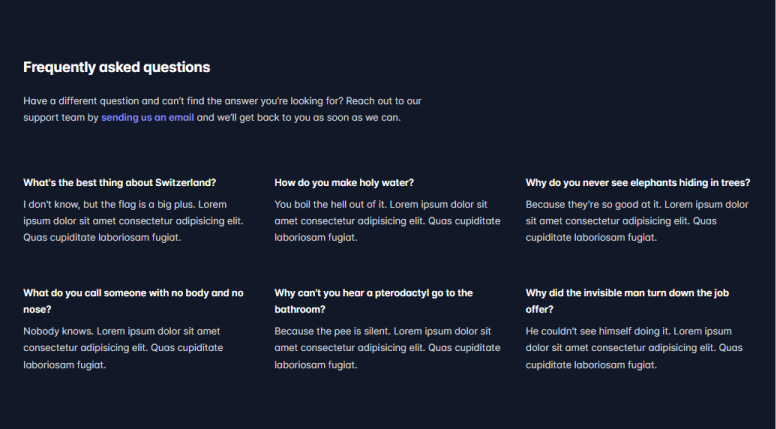 Frequently asked questions
Have a different question and can't find the answer you're looking for? Reach out to our
support team by sending us an email and we'll get back to you as soon as we can.
What's the best thing about Switzerland?
I don't know, but the flag is a big plus. Lorem
ipsum dolor sit amet consectetur adipisicing elit.
Quas cupiditate laboriosam fugiat.
How do you make holy water?
You boil the hell out of it. Lorem ipsum dolor sit
amet consectetur adipisicing elit. Quas cupiditate
laboriosam fugiat.
Why do you never see elephants hiding in trees?
Because they're so good at it. Lorem ipsum dolor
sit amet consectetur adipisicing elit. Quas
cupiditate laboriosam fugiat.
What do you call someone with no body and no
nose?
Nobody knows. Lorem ipsum dolor sit amet
consectetur adipisicing elit. Quas cupiditate
laboriosam fugiat.
Why can't you hear a pterodactyl go to the
bathroom?
Because the pee is silent. Lorem ipsum dolor sit
amet consectetur adipisicing elit. Quas cupiditate
laboriosam fugiat.
Why did the invisible man turn down the job
offer?
He couldn't see himself doing it. Lorem ipsum
dolor sit amet consectetur adipisicing elit. Quas
cupiditate laboriosam fugiat.